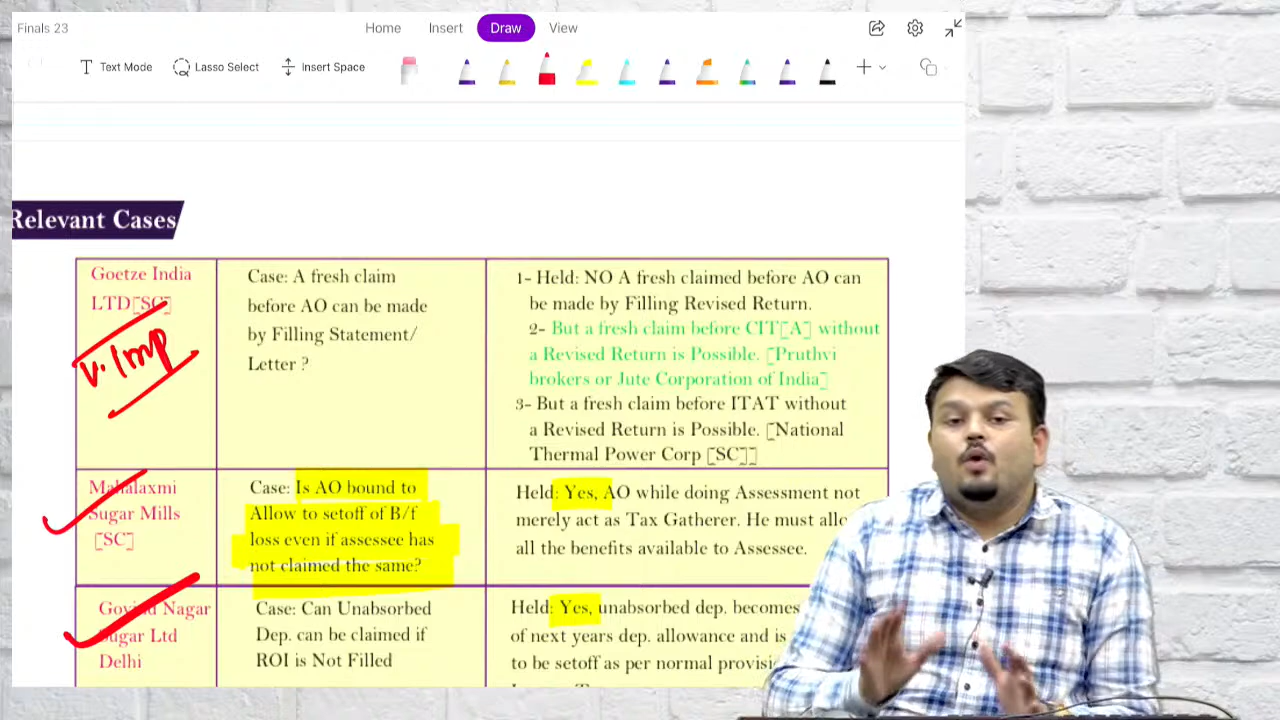 Finals 23
Home Insert Draw View
Text Mode Lasso Select Insert Space
Relevant Cases
Goetze India
LTD[SC]
V. Imp
Case: A fresh claim
before AO can be made
by Filling Statement/
Letter ?
1- Held: NO A fresh claimed before AO can
be made by Filling Revised Return.
2- But a fresh claim before CIT[A] without
a Revised Return is Possible. [Pruthvi
brokers or Jute Corporation of India]
3- But a fresh claim before ITAT without
a Revised Return is Possible. [National
Thermal Power Corp [SC]]
Mahalaxmi
Sugar Mills
[SC]
Case: Is AO bound to
Allow to setoff of B/f
loss even if assessee has
not claimed the same?
Held: Yes, AO while doing Assessment not
merely act as Tax Gatherer. He must allo
all the benefits available to Assessee.
Govind Nagar
Sugar Ltd
Delhi
Case: Can Unabsorbed
Dep. can be claimed if
ROI is Not Filled
Held: Yes, unabsorbed dep. becomes
of next years dep. allowance and is
to be setoff as per normal provisi